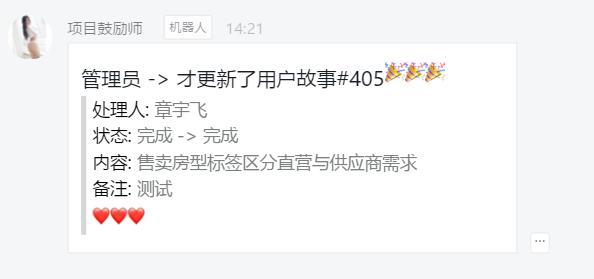 项目鼓励师 机器人 14:21
管理员 -> 才更新了用户故事#405🎉🎉🎉
处理人: 章宇飞
状态: 完成 -> 完成
内容: 售卖房型标签区分直营与供应商需求
备注: 测试
❤️❤️❤️
...